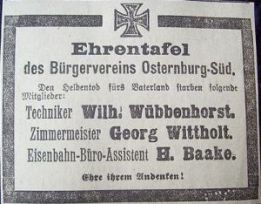 Ehrentafel
des Bürgervereins Osternburg-Süd.
Den Heldentod fürs Vaterland starben folgende
Mitglieder:
Techniker Wilh. Wübbenhorst.
Zimmermeister Georg Wittholt.
Eisenbahn-Büro-Assistent H. Baake.
Ehre ihrem Andenken!